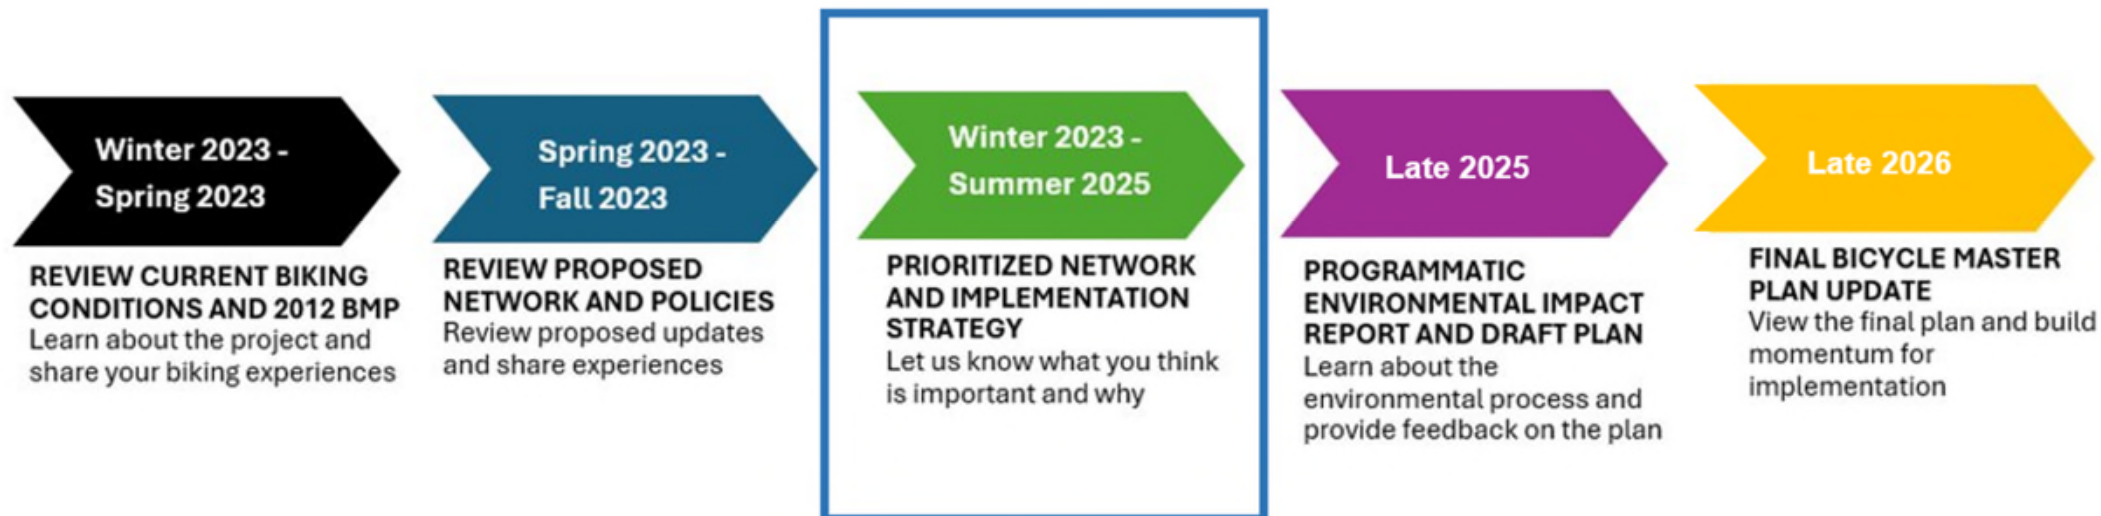 Winter 2023 -
Spring 2023
REVIEW CURRENT BIKING
CONDITIONS AND 2012 BMP
Learn about the project and
share your biking experiences
Spring 2023 -
Fall 2023
REVIEW PROPOSED
NETWORK AND POLICIES
Review proposed updates
and share experiences
Winter 2023 -
Summer 2025
PRIORITIZED NETWORK
AND IMPLEMENTATION
STRATEGY
Let us know what you think
is important and why
Late 2025
PROGRAMMATIC
ENVIRONMENTAL IMPACT
REPORT AND DRAFT PLAN
Learn about the
environmental process and
provide feedback on the plan
Late 2026
FINAL BICYCLE MASTER
PLAN UPDATE
View the final plan and build
momentum for
implementation